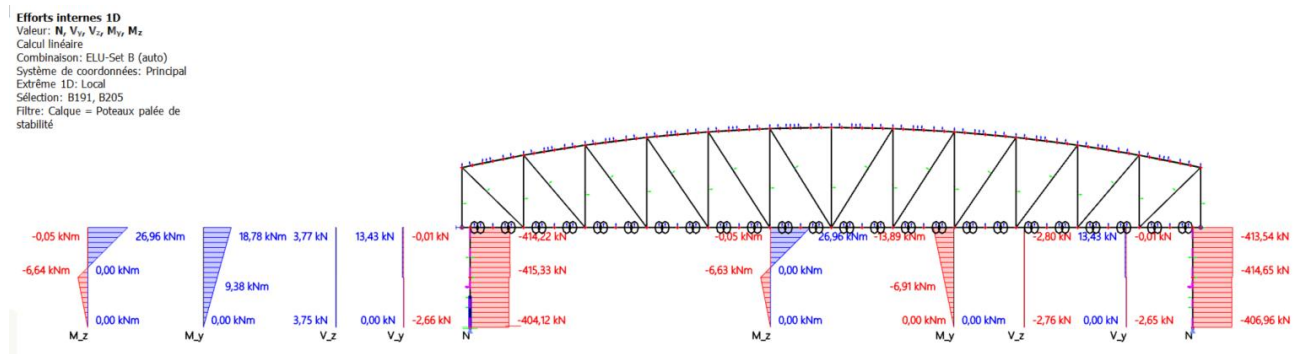 Efforts internes 1D
Valeur: N, Vy, Vz, My, Mz
Calcul linéaire
Combinaison: ELU-Set B (auto)
Système de coordonnées: Principal
Extrême 1D: Local
Sélection: B191, B205
Filtre: Calque = Poteaux palée de
stabilité
-0,05 kNm 26,96 kNm 18,78 kNm 3,77 kN 13,43 kN -0,01 kN -414,22 kN -0,05 kNm 26,96 kNm -13,89 kNm -2,80 kN 13,43 kN -0,01 kN -413,54 kN
-6,64 kNm 0,00 kNm 9,38 kNm -415,33 kN -6,63 kNm 0,00 kNm -6,91 kNm -414,65 kN
0,00 kNm 0,00 kNm 3,75 kN 0,00 kN -2,66 kN -404,12 kN 0,00 kNm 0,00 kNm 0,00 kNm -2,76 kN 0,00 kN -2,65 kN -406,96 kN
M_z M_y V_z V_y N M_z M_y V_z V_y N